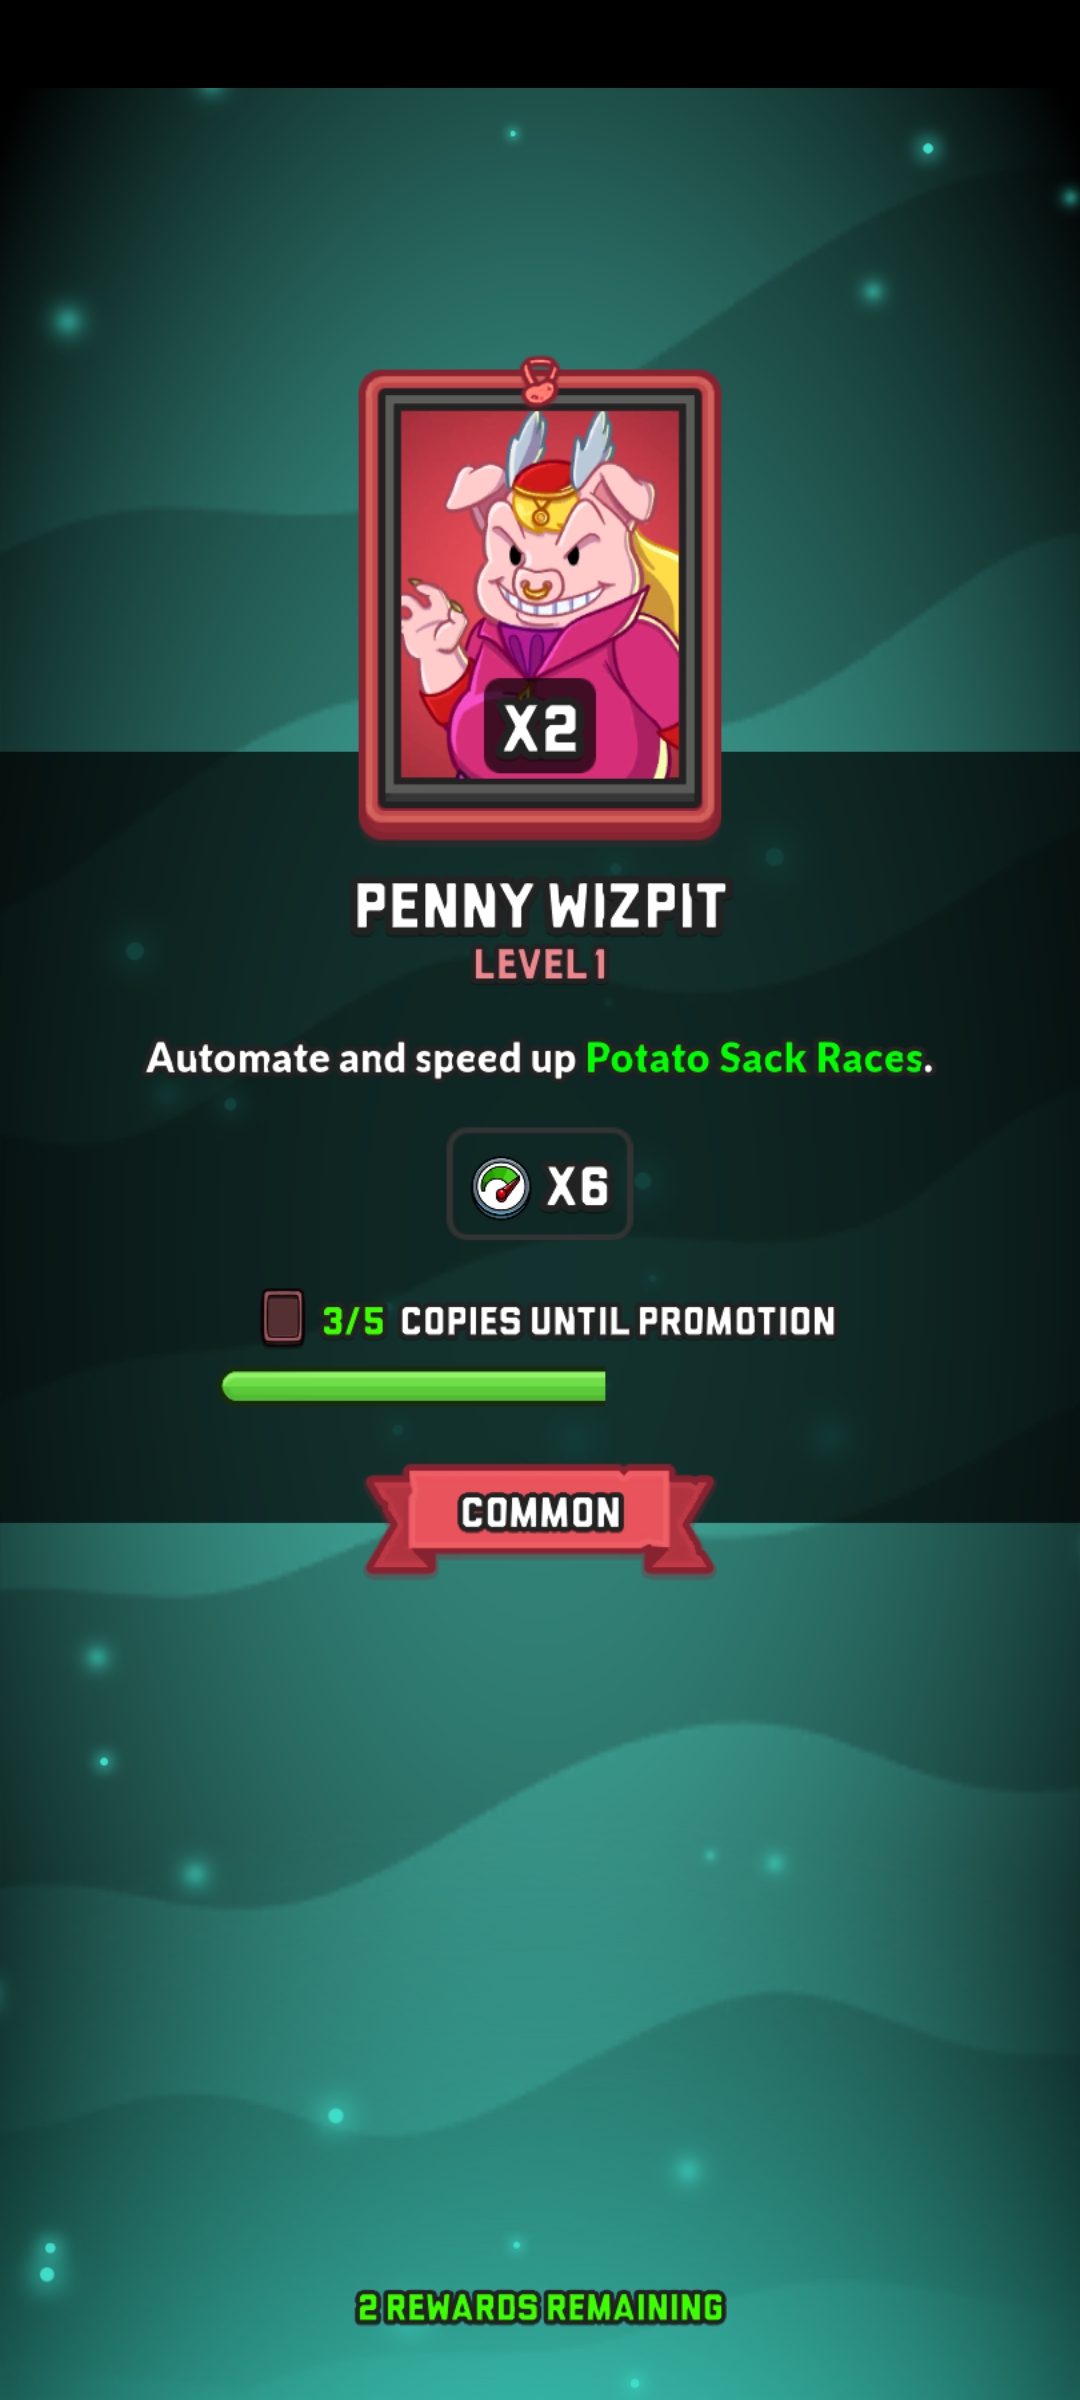 X2
PENNY WIZPIT
LEVEL 1
Automate and speed up Potato Sack Races.
X6
3/5 COPIES UNTIL PROMOTION
COMMON
2 REWARDS REMAINING